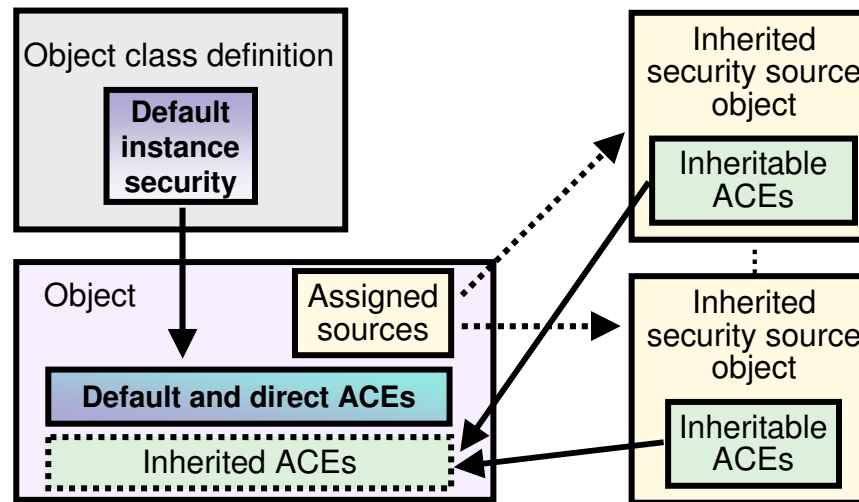 Object class definition
Default
instance
security
Object
Assigned
sources
Default and direct ACEs
Inherited ACEs
Inherited
security source
object
Inheritable
ACEs
Inherited
security source
object
Inheritable
ACEs